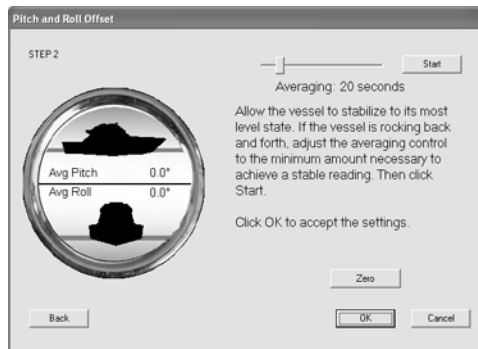 Pitch and Roll Offset
STEP 2
Start
Averaging: 20 seconds
Allow the vessel to stabilize to its most
level state. If the vessel is rocking back
and forth, adjust the averaging control
to the minimum amount necessary to
achieve a stable reading. Then click
Start.
Click OK to accept the settings.
Avg Pitch 0.0°
Avg Roll 0.0°
Zero
Back
OK
Cancel